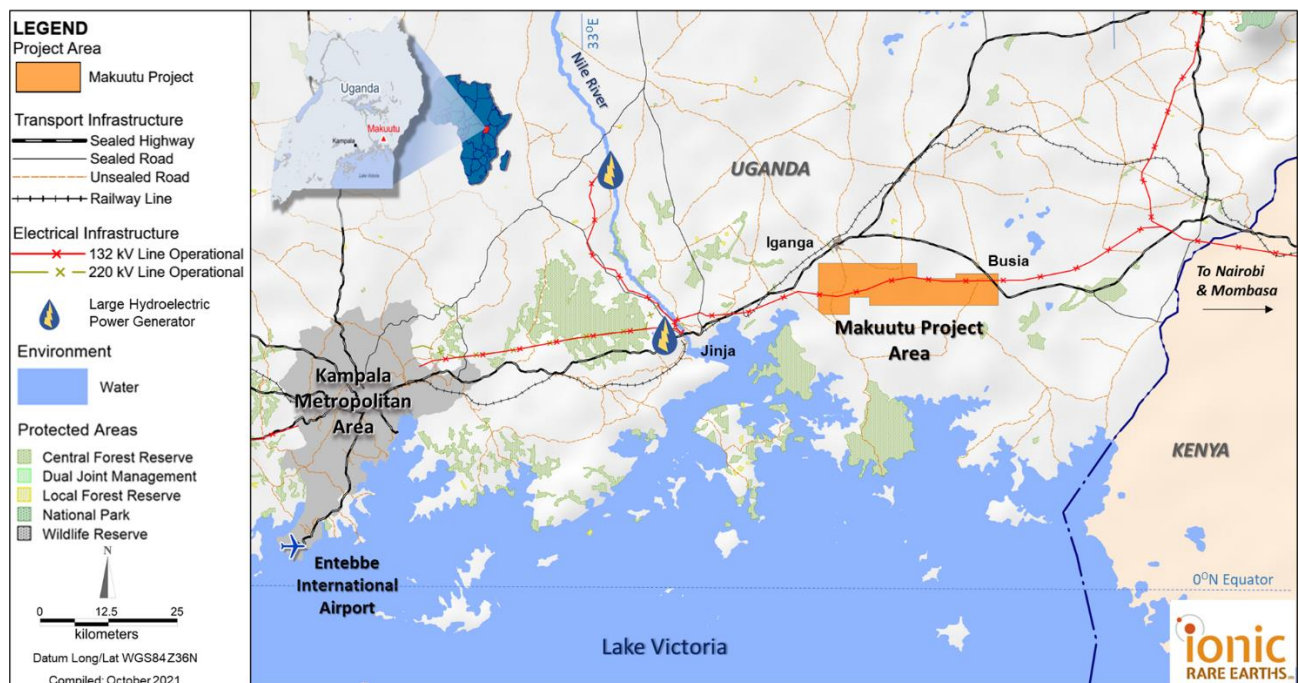 LEGEND
Project Area
Makuutu Project
Transport Infrastructure
Sealed Highway
Sealed Road
Unsealed Road
Railway Line
Electrical Infrastructure
132 kV Line Operational
220 kV Line Operational
Large Hydroelectric
Power Generator
Environment
Water
Protected Areas
Central Forest Reserve
Dual Joint Management
Local Forest Reserve
National Park
Wildlife Reserve
N
0 12.5 25
kilometers
Datum Long/Lat WGS84 Z36N
Compiled: October 2021
Uganda
Makuutu
Kampala
33°E
Nile River
UGANDA
Iganga
Busia
To Nairobi
& Mombasa
Makuutu Project
Area
Jinja
Kampala
Metropolitan
Area
KENYA
Entebbe
International
Airport
0°N Equator
Lake Victoria
ionic
RARE EARTHS